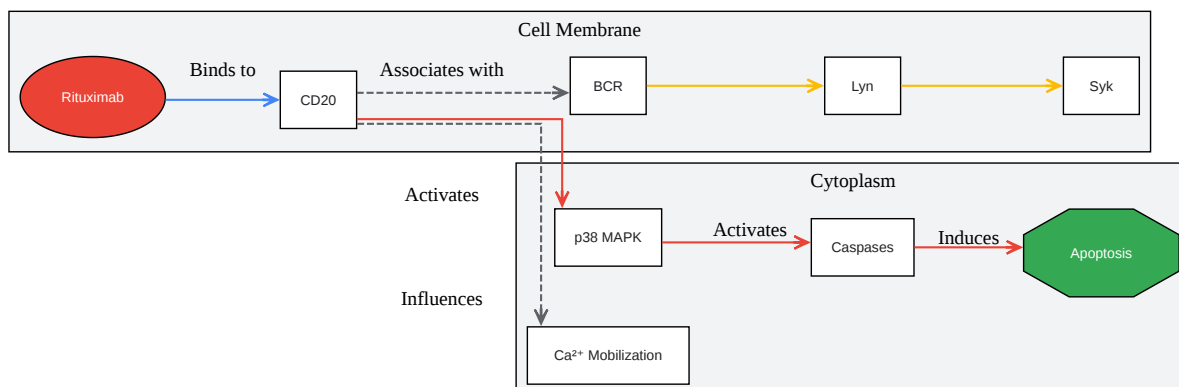 Cell Membrane
Binds to
Associates with
Rituximab
CD20
BCR
Lyn
Syk
Cytoplasm
Activates
p38 MAPK
Activates
Caspases
Induces
Apoptosis
Influences
Ca²⁺ Mobilization